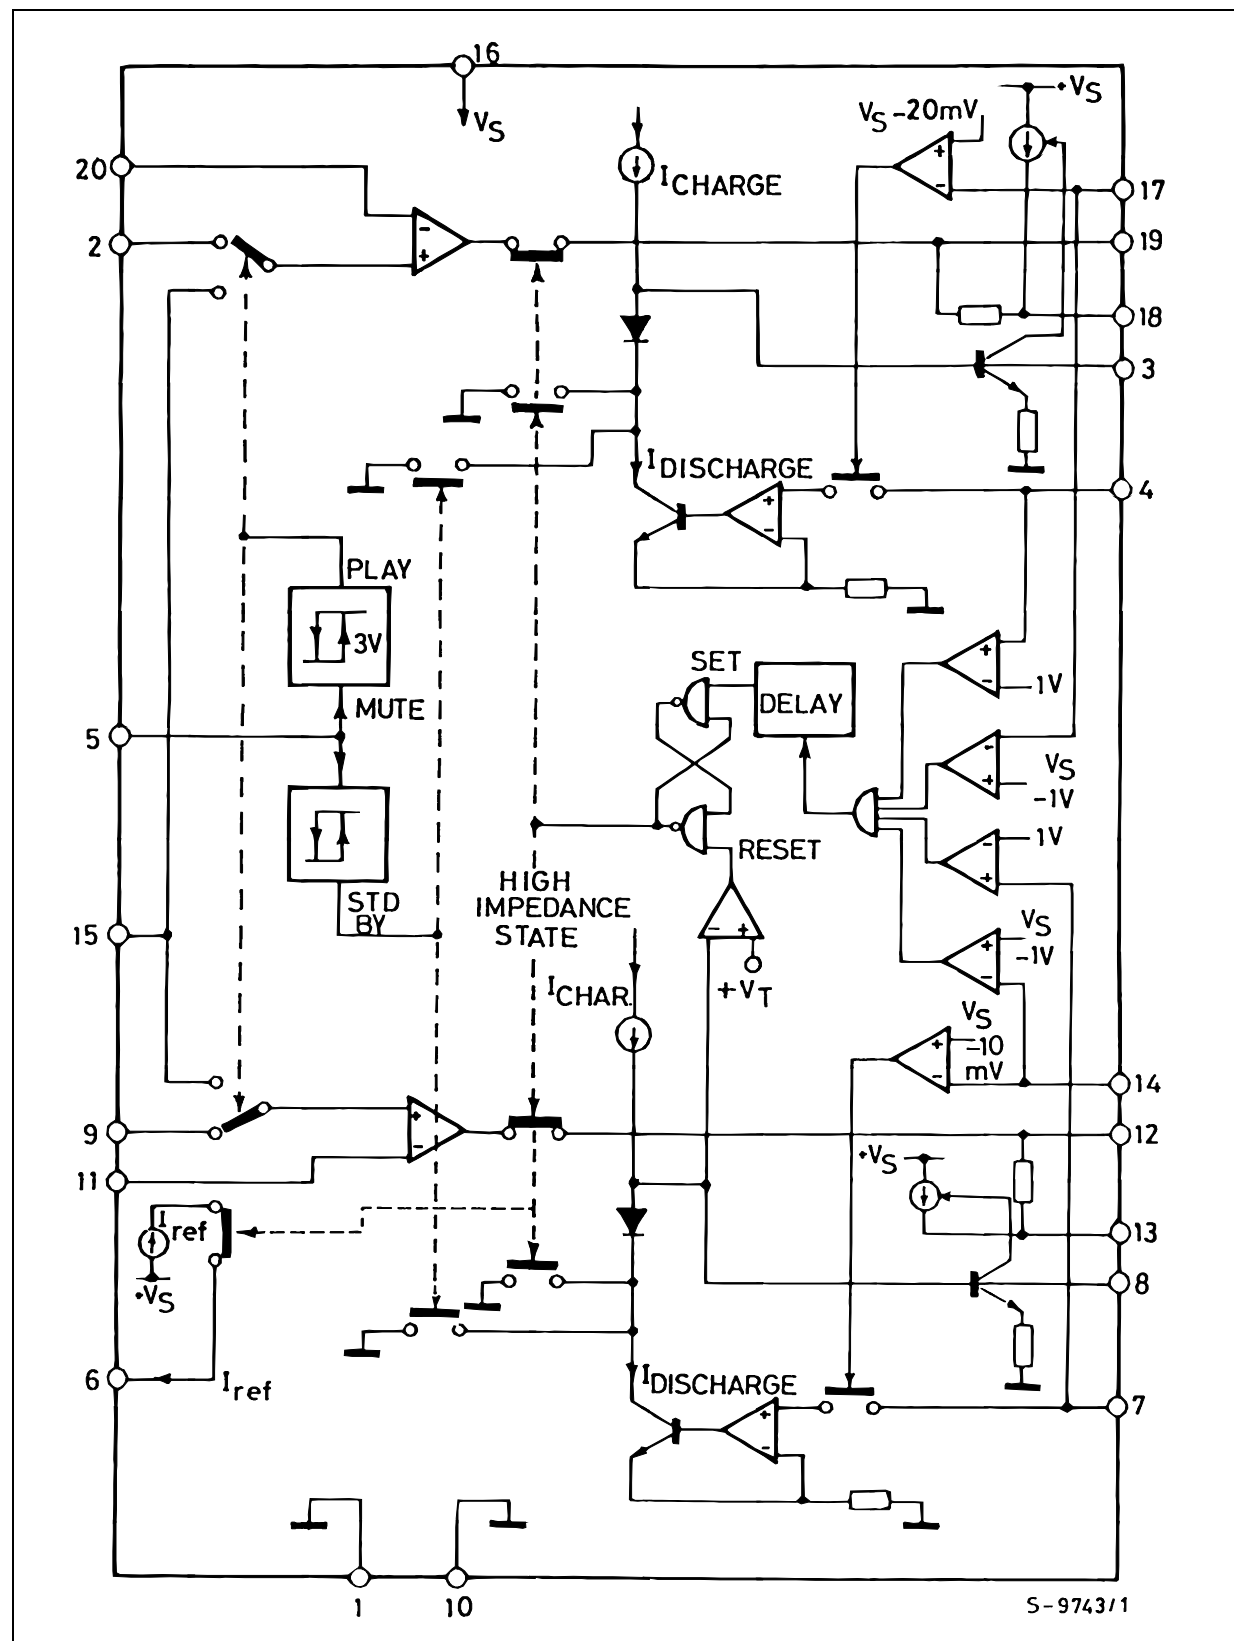 16
VS
+VS
VS -20mV
20
ICHARGE
17
-
+
+
-
2
19
18
3
IDISCHARGE
4
+
-
PLAY
3V
MUTE
SET
DELAY
+
-
1V
5
-
+
VS
-1V
RESET
-
+
1V
STD
BY
HIGH
IMPEDANCE
STATE
15
- +
+VT
+
-
VS
-1V
ICHAR.
VS
-10
mV
+
-
14
9
+
-
12
11
+VS
Iref
13
+VS
8
6
Iref
IDISCHARGE
+
-
7
1
10
S-9743/1